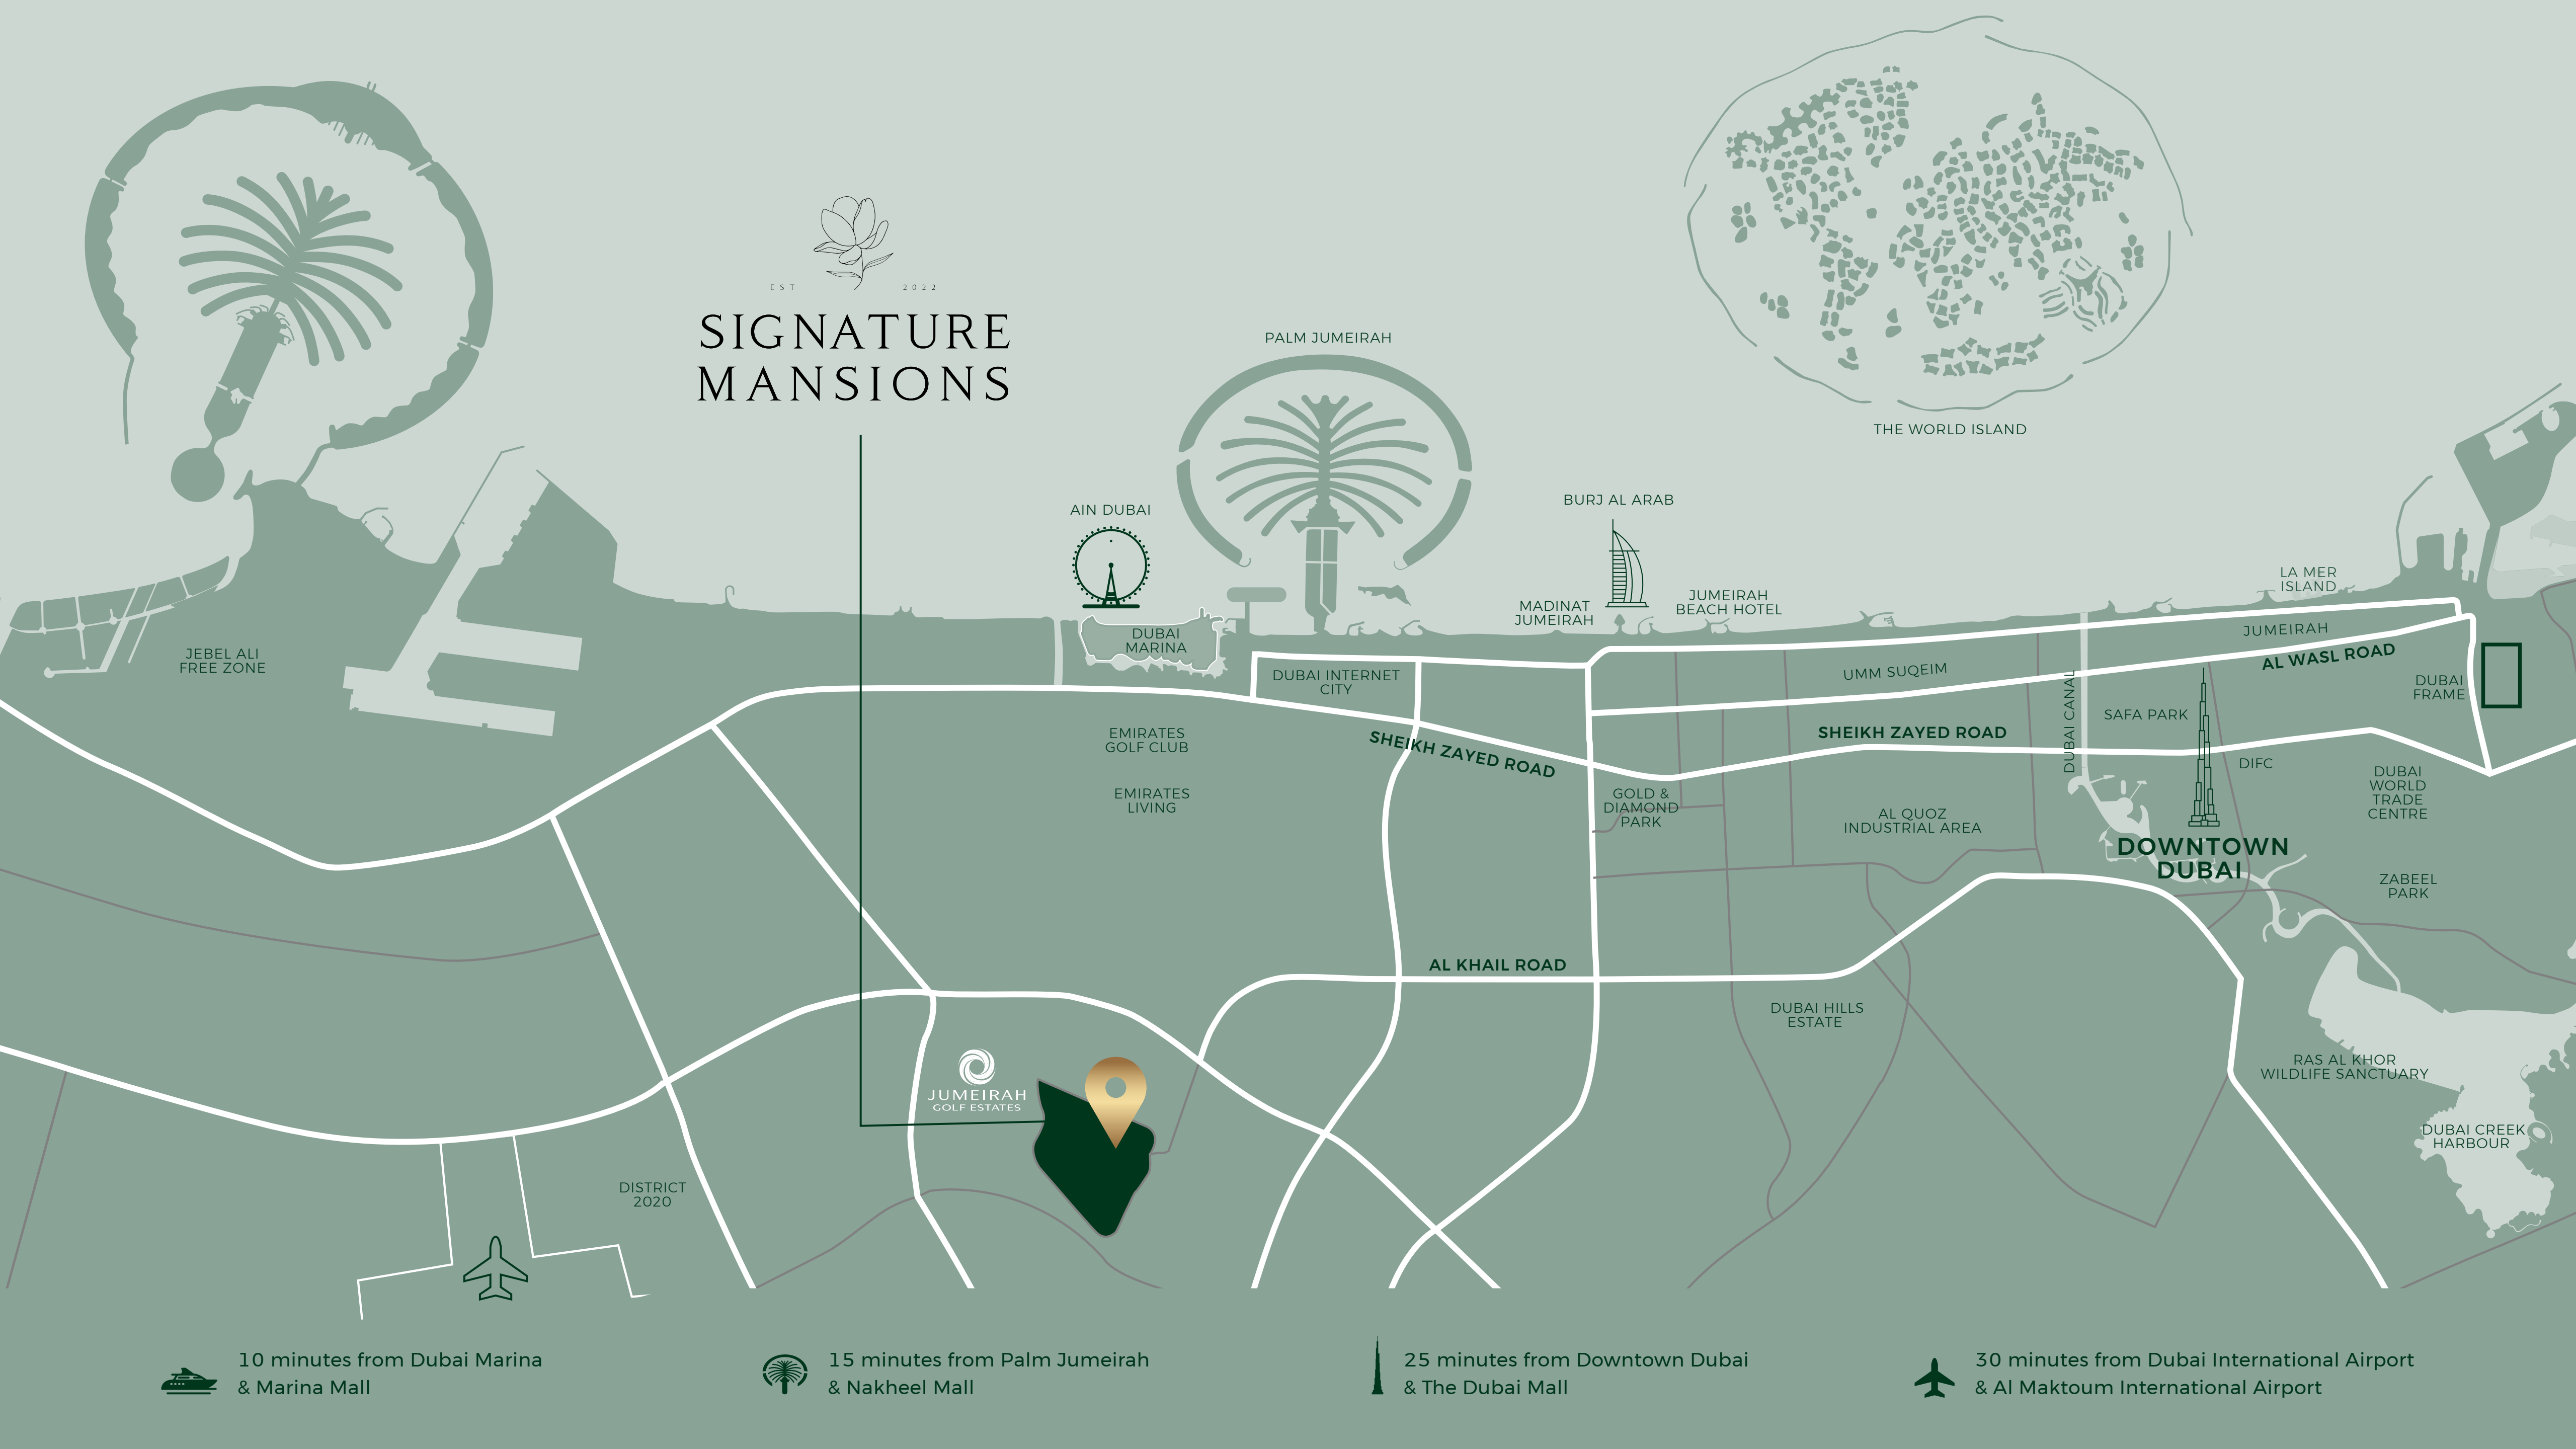 EST 2022
SIGNATURE
MANSIONS
PALM JUMEIRAH
THE WORLD ISLAND
AIN DUBAI
BURJ AL ARAB
MADINAT
JUMEIRAH
JUMEIRAH
BEACH HOTEL
LA MER
ISLAND
JEBEL ALI
FREE ZONE
DUBAI
MARINA
DUBAI INTERNET
CITY
UMM SUQEIM
JUMEIRAH
AL WASL ROAD
DUBAI
FRAME
EMIRATES
GOLF CLUB
SHEIKH ZAYED ROAD
SHEIKH ZAYED ROAD
DUBAI CANAL
SAFA PARK
DIFC
EMIRATES
LIVING
GOLD &
DIAMOND
PARK
AL QUOZ
INDUSTRIAL AREA
DUBAI
WORLD
TRADE
CENTRE
DOWNTOWN
DUBAI
ZABEEL
PARK
AL KHAIL ROAD
DUBAI HILLS
ESTATE
RAS AL KHOR
WILDLIFE SANCTUARY
JUMEIRAH
GOLF ESTATES
DUBAI CREEK
HARBOUR
DISTRICT
2020
10 minutes from Dubai Marina
& Marina Mall
15 minutes from Palm Jumeirah
& Nakheel Mall
25 minutes from Downtown Dubai
& The Dubai Mall
30 minutes from Dubai International Airport
& Al Maktoum International Airport